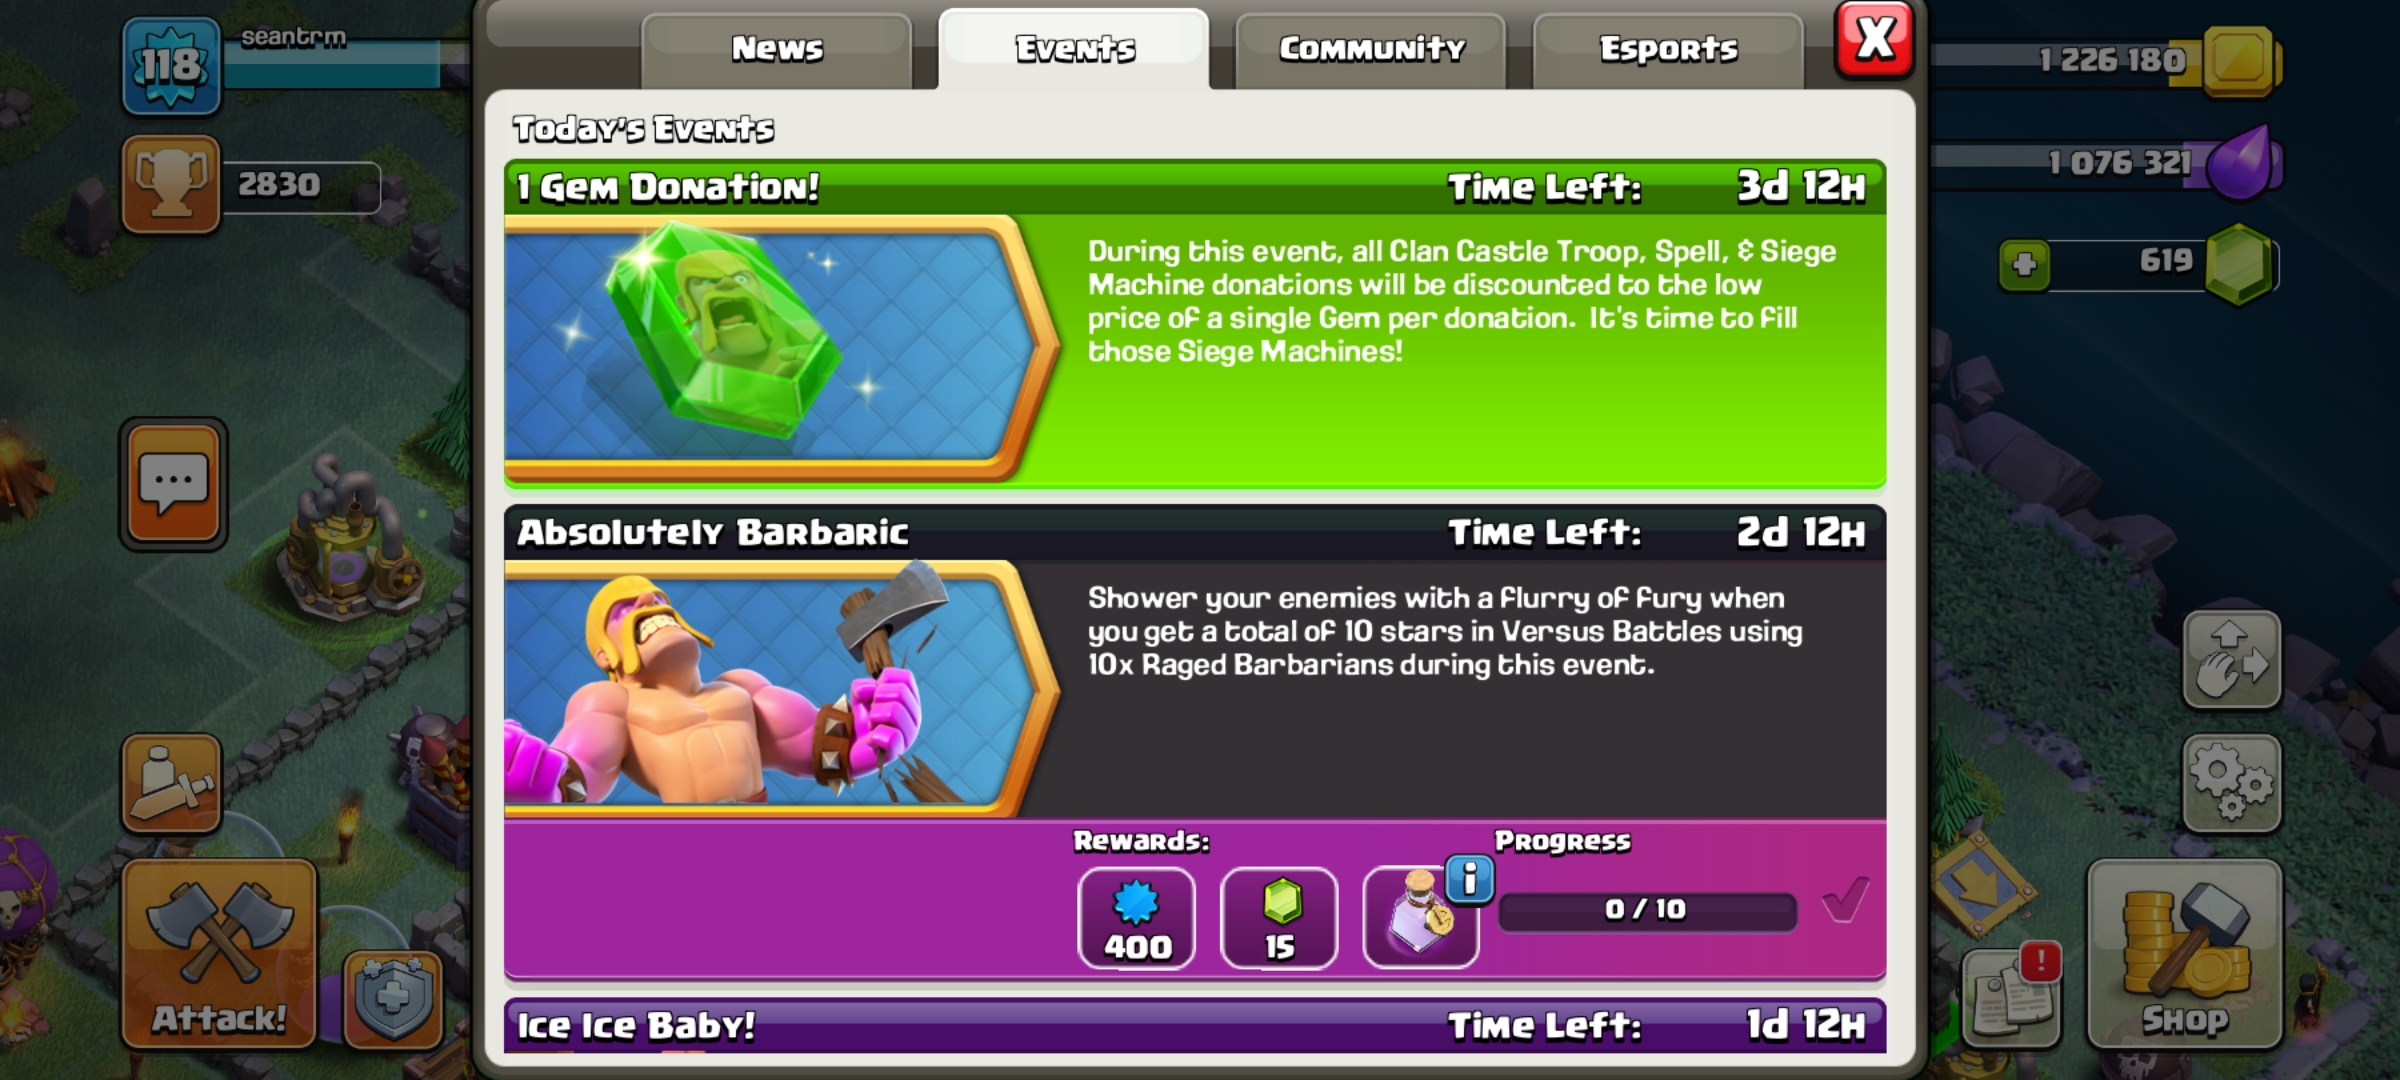 118
seantrm
2830
News
Events
Community
Esports
X
1 226 180
1 076 321
619
Today's Events
1 Gem Donation!
Time Left: 3d 12H
During this event, all Clan Castle Troop, Spell, & Siege
Machine donations will be discounted to the low
price of a single Gem per donation. It's time to fill
those Siege Machines!
Absolutely Barbaric
Time Left: 2d 12H
Shower your enemies with a flurry of fury when
you get a total of 10 stars in Versus Battles using
10x Raged Barbarians during this event.
Rewards:
Progress
400
15
i
0 / 10
Ice Ice Baby!
Time Left: 1d 12H
Attack!
!
Shop